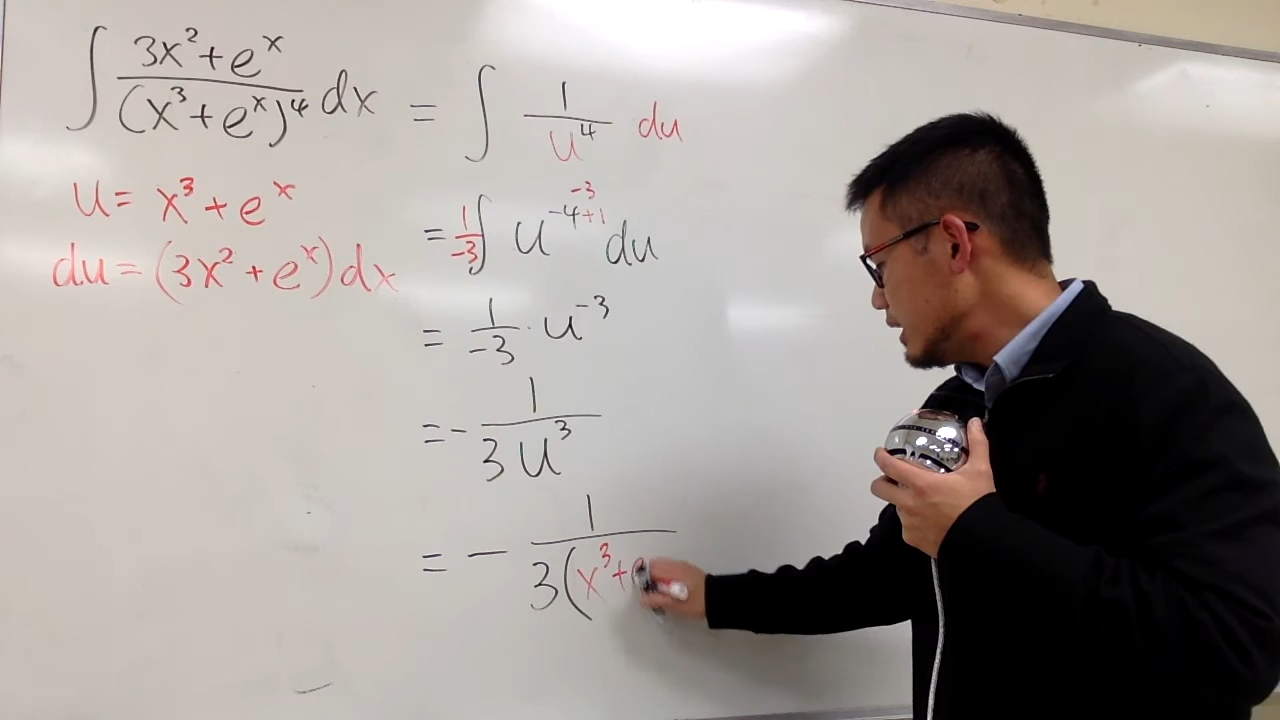 ∫ (3x² + eˣ)/(x³ + eˣ)⁴ dx = ∫ 1/u⁴ du
u = x³ + eˣ
du = (3x² + eˣ) dx
= 1/-3 ∫ u⁻⁴⁺¹ ⁻³ du
= 1/-3 · u⁻³
= - 1/(3u³)
= - 1/3(x³ + e